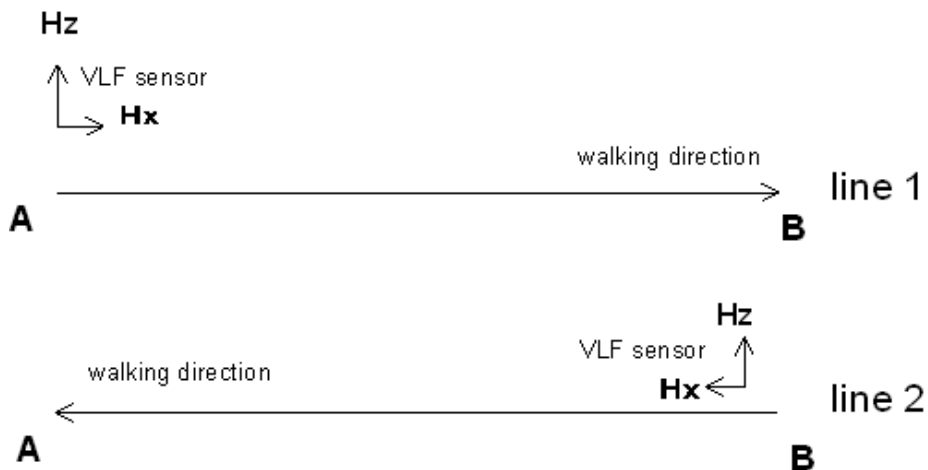 Hz
VLF sensor
Hx
walking direction
line 1
A
B
Hz
VLF sensor
walking direction
Hx
line 2
A
B